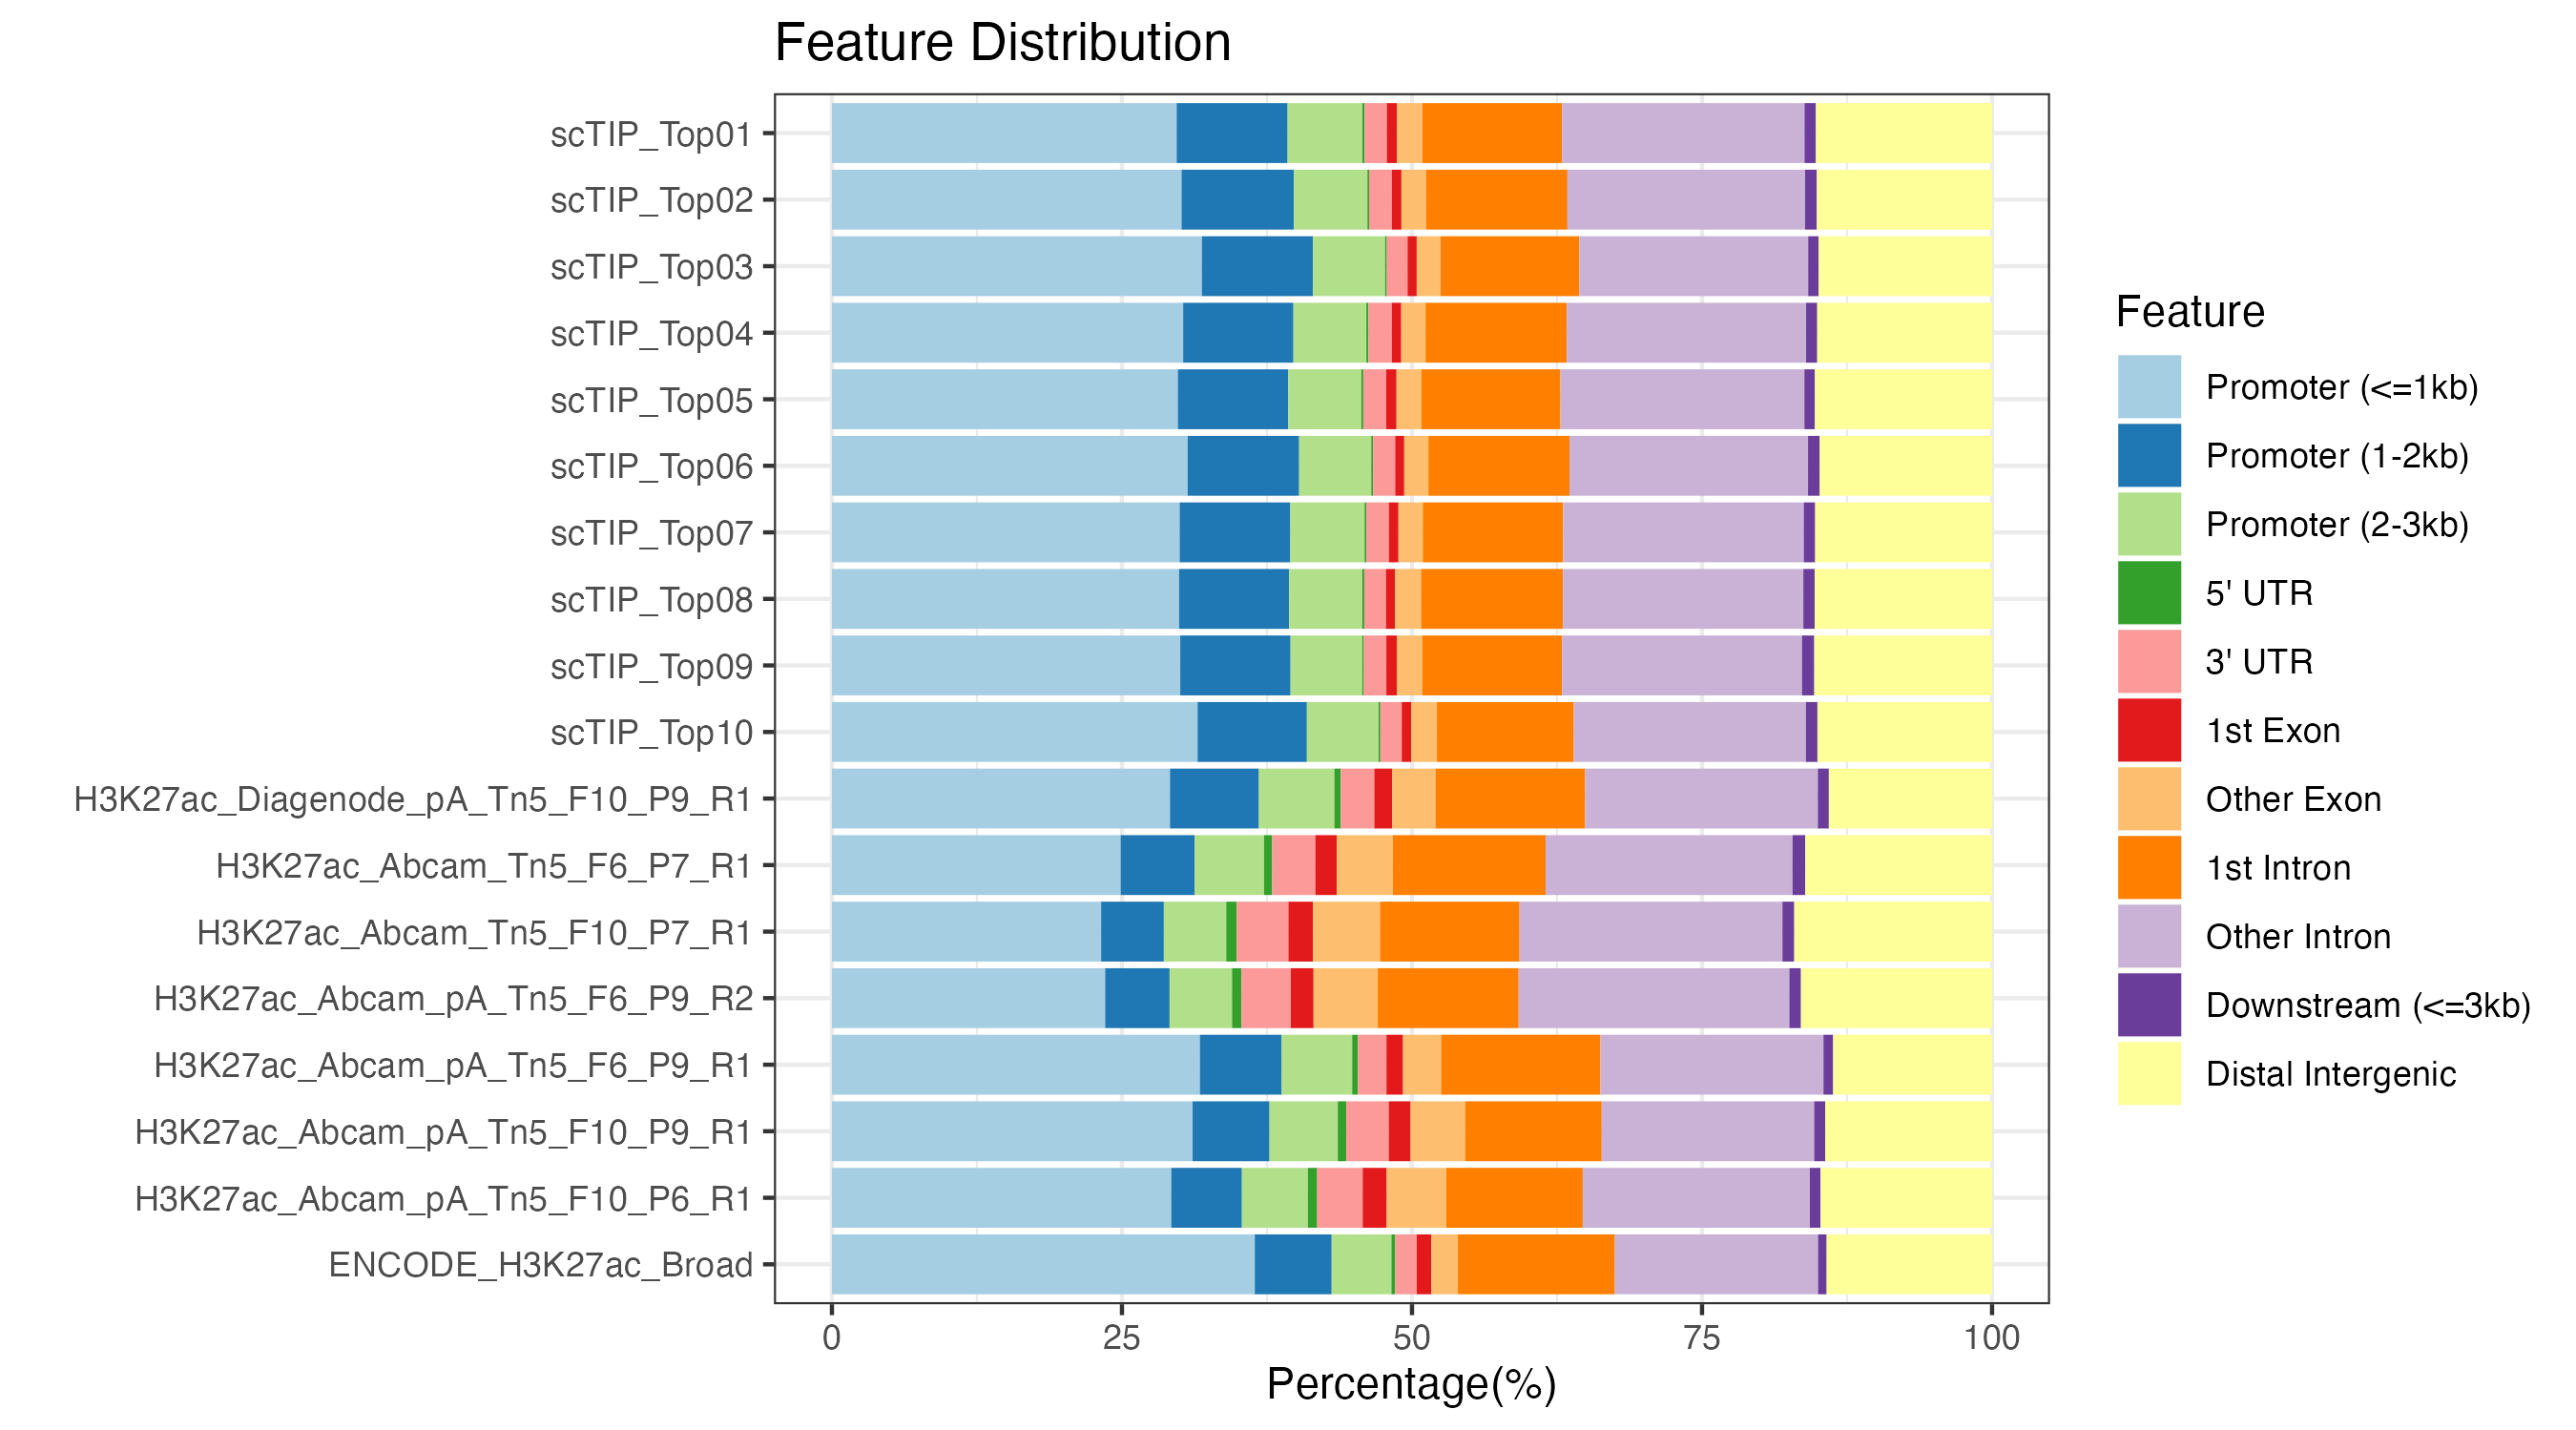 Feature Distribution
scTIP_Top01
scTIP_Top02
scTIP_Top03
scTIP_Top04
scTIP_Top05
scTIP_Top06
scTIP_Top07
scTIP_Top08
scTIP_Top09
scTIP_Top10
H3K27ac_Diagenode_pA_Tn5_F10_P9_R1
H3K27ac_Abcam_Tn5_F6_P7_R1
H3K27ac_Abcam_Tn5_F10_P7_R1
H3K27ac_Abcam_pA_Tn5_F6_P9_R2
H3K27ac_Abcam_pA_Tn5_F6_P9_R1
H3K27ac_Abcam_pA_Tn5_F10_P9_R1
H3K27ac_Abcam_pA_Tn5_F10_P6_R1
ENCODE_H3K27ac_Broad
0 25 50 75 100
Percentage(%)
Feature
Promoter (<=1kb)
Promoter (1-2kb)
Promoter (2-3kb)
5' UTR
3' UTR
1st Exon
Other Exon
1st Intron
Other Intron
Downstream (<=3kb)
Distal Intergenic